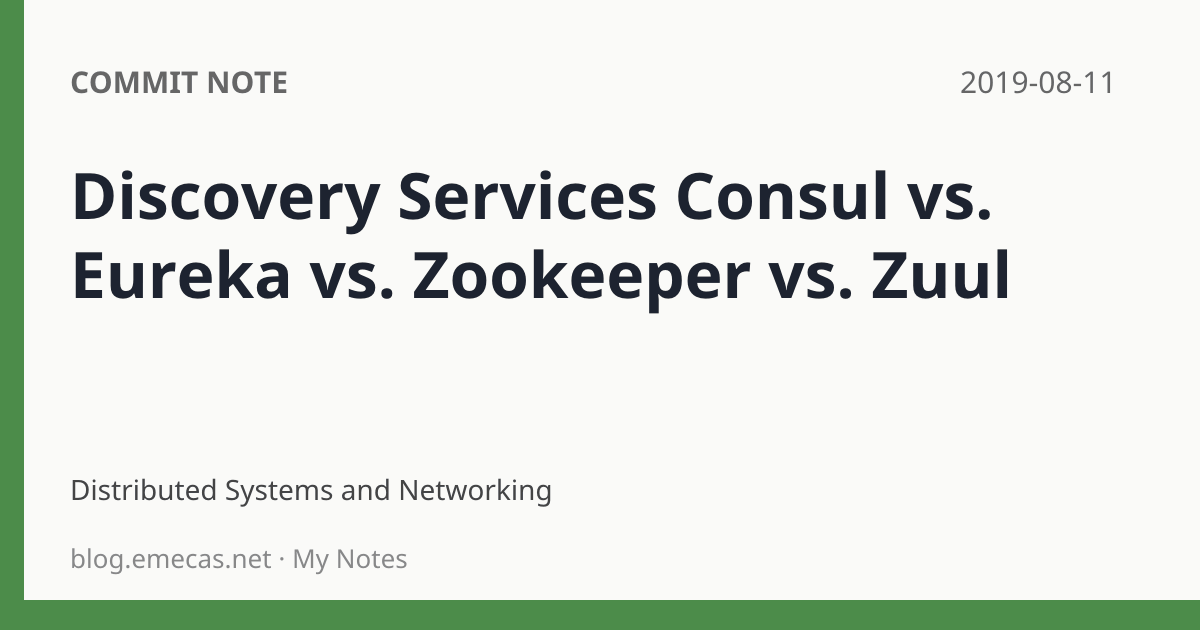 COMMIT NOTE
2019-08-11
Discovery Services Consul vs.
Eureka vs. Zookeeper vs. Zuul
Distributed Systems and Networking
blog.emecas.net · My Notes